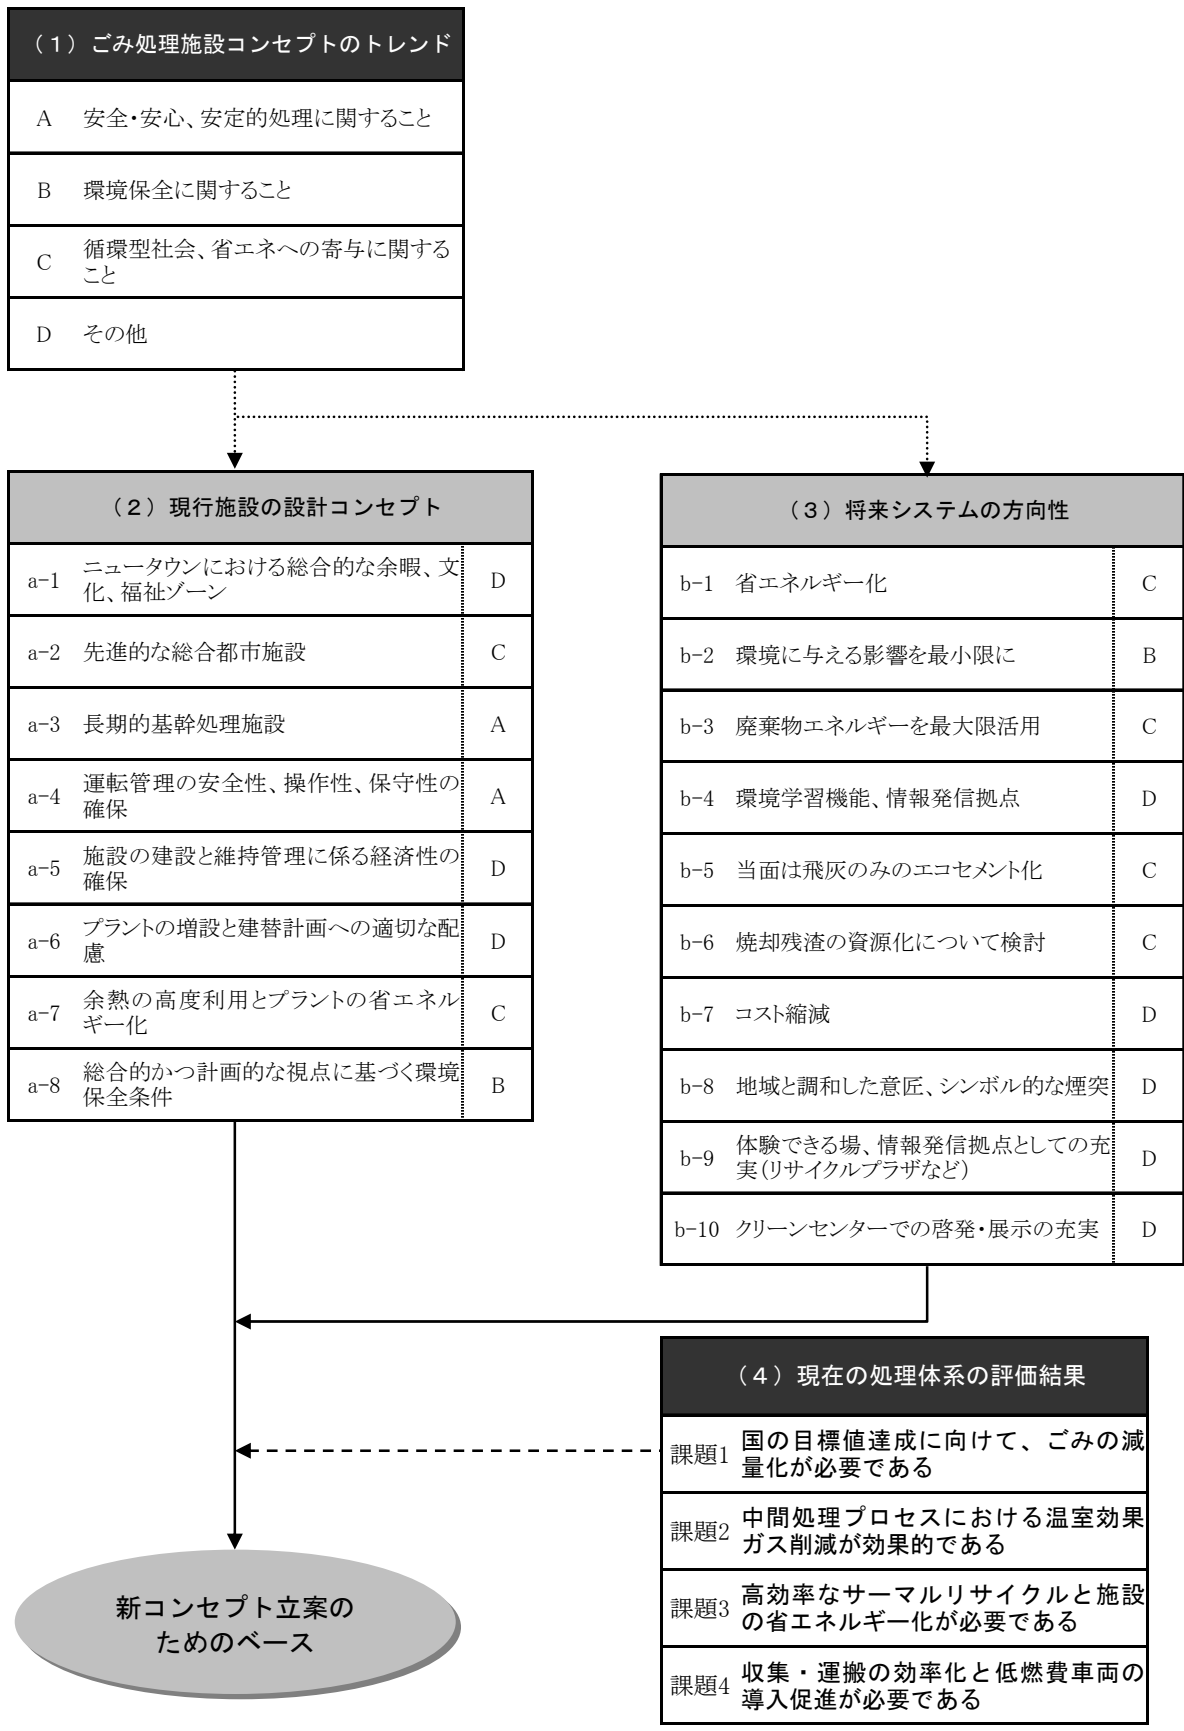 （１）ごみ処理施設コンセプトのトレンド
A 安全・安心、安定的処理に関すること
B 環境保全に関すること
C 循環型社会、省エネへの寄与に関する
こと
D その他
（２）現行施設の設計コンセプト
a-1 ニュータウンにおける総合的な余暇、文
化、福祉ゾーン D
a-2 先進的な総合都市施設 C
a-3 長期的基幹処理施設 A
a-4 運転管理の安全性、操作性、保守性の
確保 A
a-5 施設の建設と維持管理に係る経済性の
確保 D
a-6 プラントの増設と建替計画への適切な配
慮 D
a-7 余熱の高度利用とプラントの省エネル
ギー化 C
a-8 総合的かつ計画的な視点に基づく環境
保全条件 B
（３）将来システムの方向性
b-1 省エネルギー化 C
b-2 環境に与える影響を最小限に B
b-3 廃棄物エネルギーを最大限活用 C
b-4 環境学習機能、情報発信拠点 D
b-5 当面は飛灰のみのエコセメント化 C
b-6 焼却残渣の資源化について検討 C
b-7 コスト縮減 D
b-8 地域と調和した意匠、シンボル的な煙突 D
b-9 体験できる場、情報発信拠点としての充
実（リサイクルプラザなど） D
b-10 クリーンセンターでの啓発・展示の充実 D
（４）現在の処理体系の評価結果
課題1 国の目標値達成に向けて、ごみの減
量化が必要である
課題2 中間処理プロセスにおける温室効果
ガス削減が効果的である
課題3 高効率なサーマルリサイクルと施設
の省エネルギー化が必要である
課題4 収集・運搬の効率化と低燃費車両の
導入促進が必要である
新コンセプト立案の
ためのベース